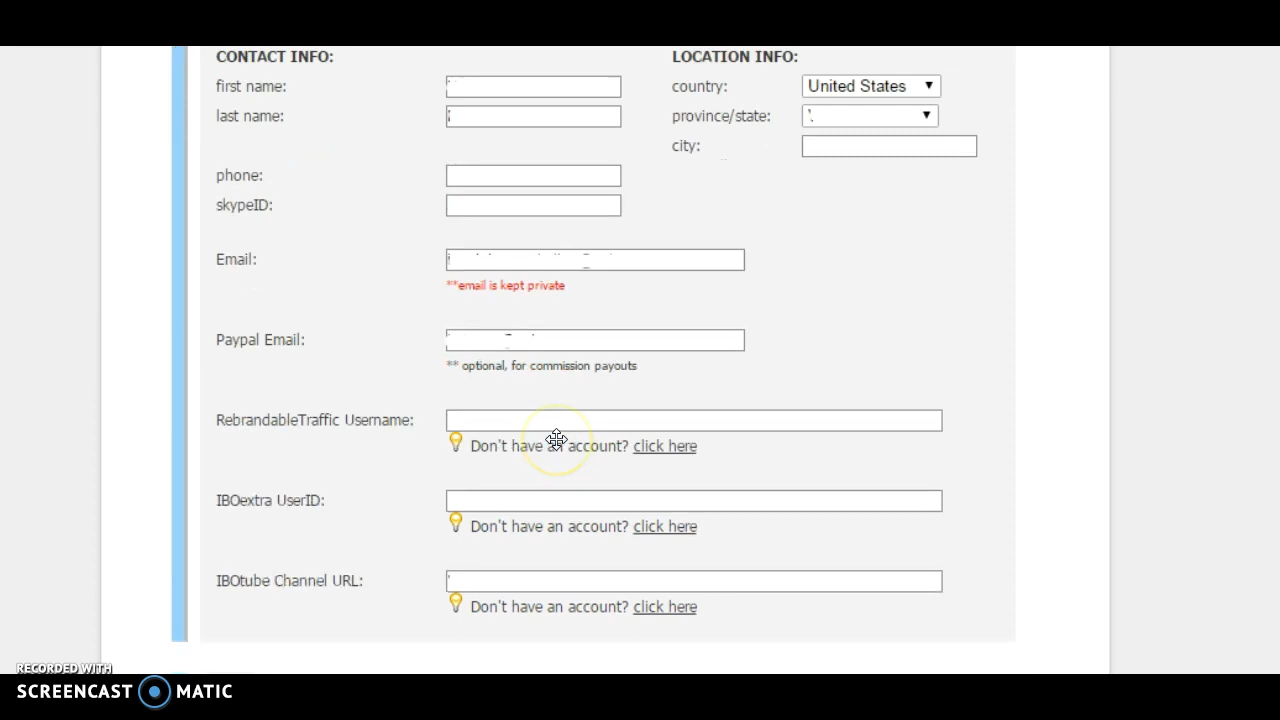 CONTACT INFO:
LOCATION INFO:
first name:
country: United States
last name:
province/state:
city:
phone:
skypeID:
Email:
**email is kept private
Paypal Email:
** optional, for commission payouts
RebrandableTraffic Username:
Don't have an account? click here
IBOextra UserID:
Don't have an account? click here
IBOtube Channel URL:
Don't have an account? click here
RECORDED WITH
SCREENCAST MATIC